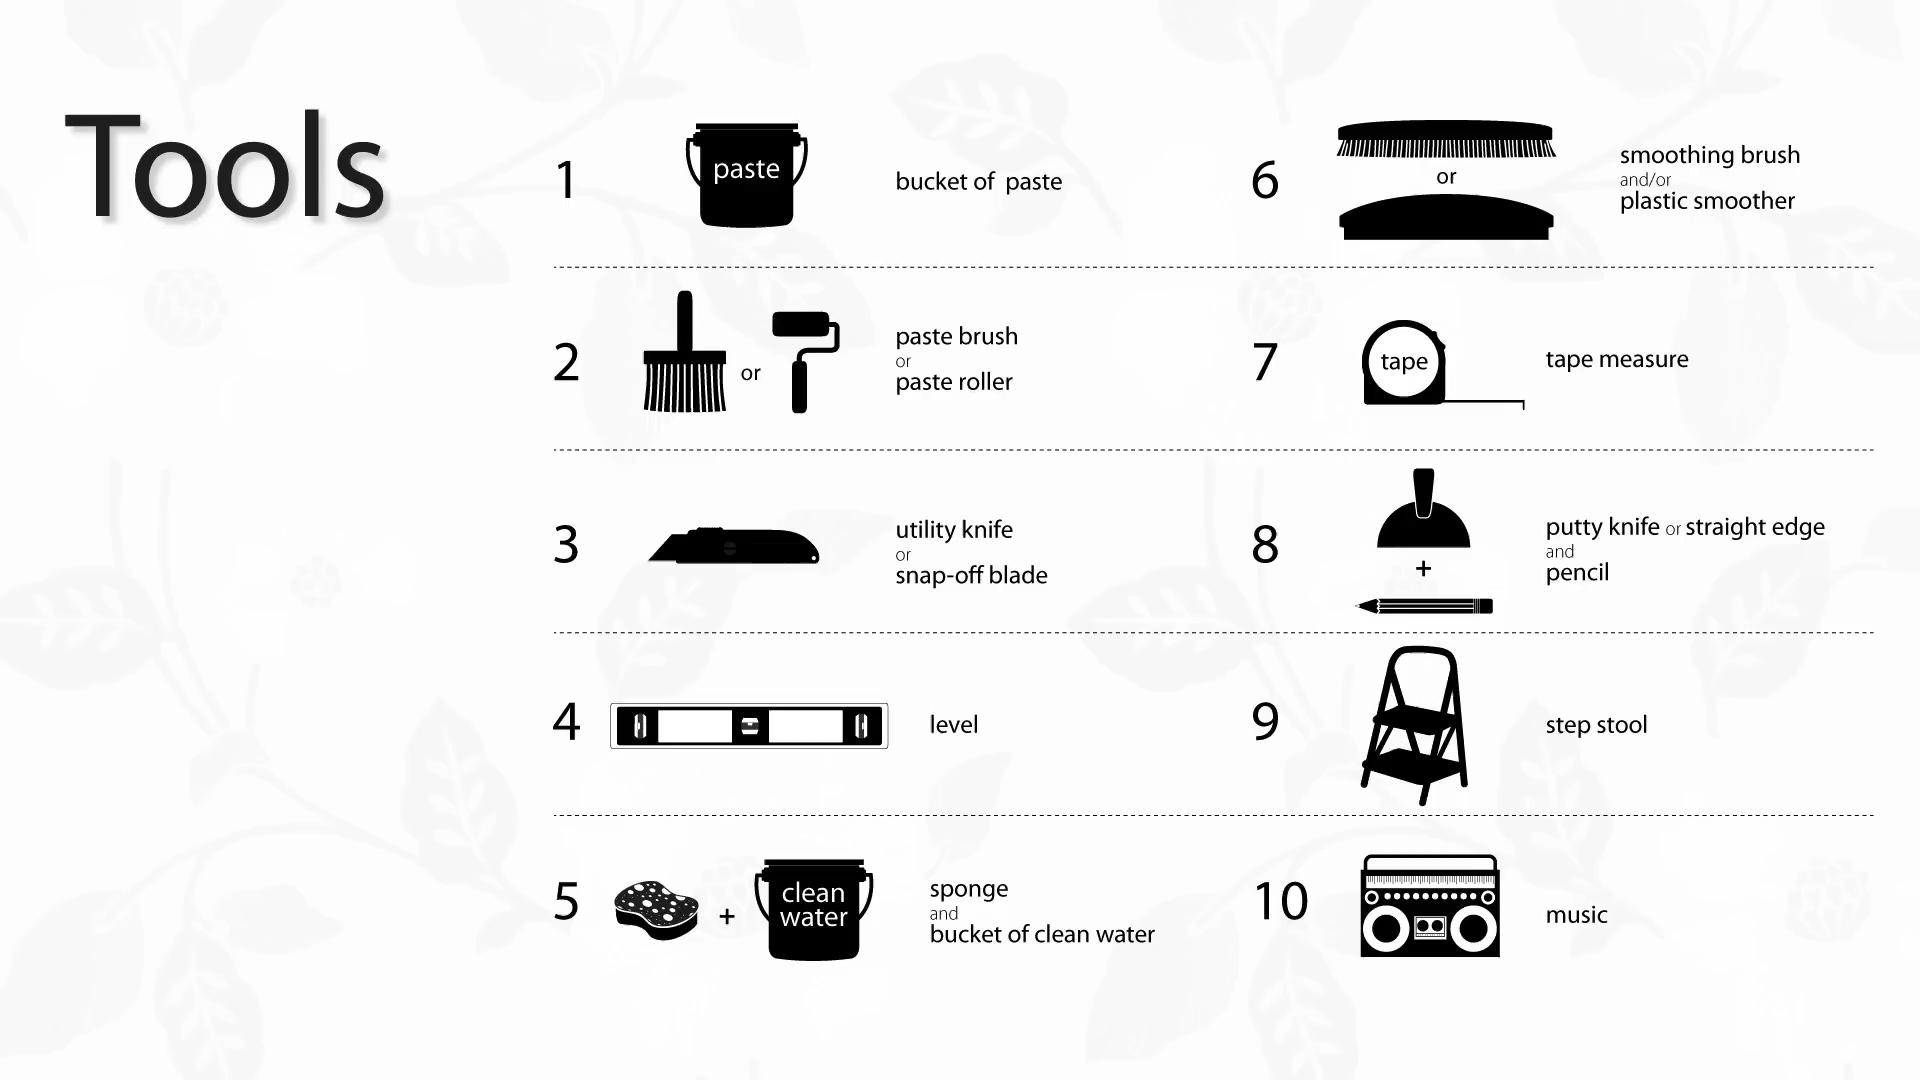 Tools
1
paste
bucket of  paste
2
or
paste brush
or
paste roller
3
utility knife
or
snap-off blade
4
level
5
+
clean
water
sponge
and
bucket of clean water
6
or
smoothing brush
and/or
plastic smoother
7
tape
tape measure
8
+
putty knife or straight edge
and
pencil
9
step stool
10
music